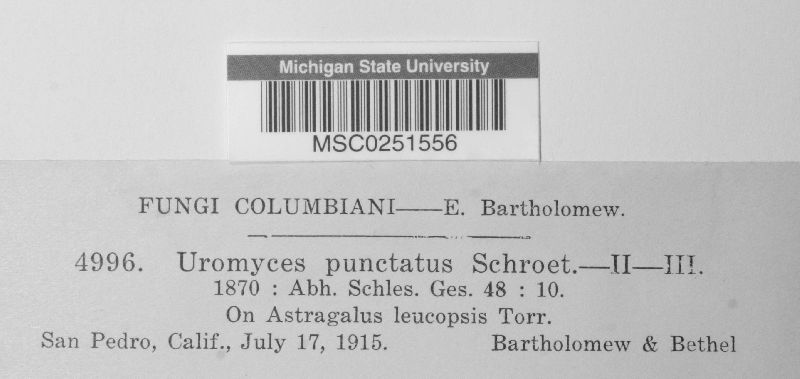 Michigan State University
MSC0251556
FUNGI COLUMBIANI——E. Bartholomew.
4996. Uromyces punctatus Schroet.—II—III.
1870 : Abh. Schles. Ges. 48 : 10.
On Astragalus leucopsis Torr.
San Pedro, Calif., July 17, 1915. Bartholomew & Bethel